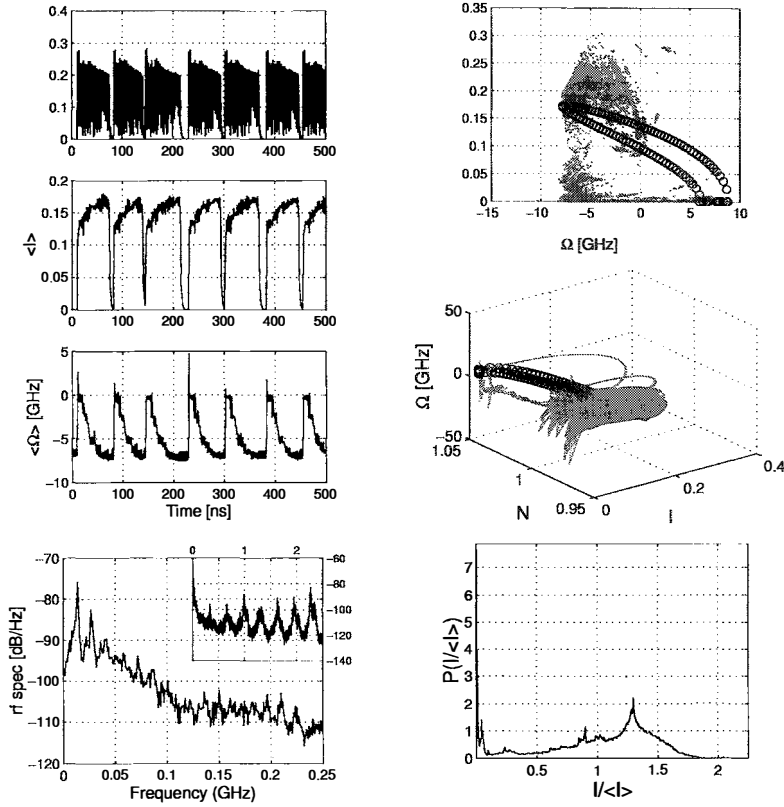 0.4
0.3
0.2
0.1
0
0 100 200 300 400 500
0.2
0.15
0.1
0.05
0
0 100 200 300 400 500
<I>
5
0
−5
−10
0 100 200 300 400 500
<Ω> [GHz]
Time [ns]
0.35
0.3
0.25
0.2
0.15
0.1
0.05
0
−15 −10 −5 0 5 10
Ω [GHz]
50
0
−50
Ω [GHz]
1.05
1
0.95
N
0
0.2
0.4
I
−70
−80
−90
−100
−110
−120
rf spec [dB/Hz]
0 0.05 0.1 0.15 0.2 0.25
Frequency (GHz)
0 1 2
−60
−80
−100
−120
−140
7
6
5
4
3
2
1
0
P(I/<I>)
0.5 1 1.5 2
I/<I>